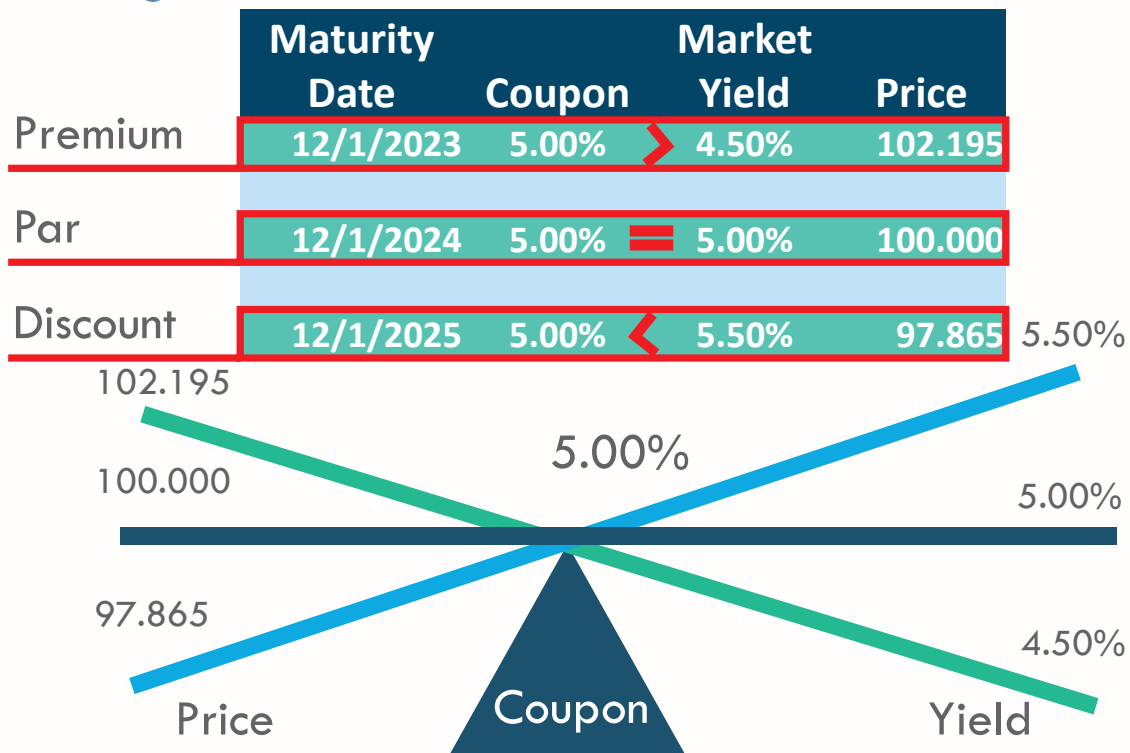 Maturity Market
Date Coupon Yield Price
Premium 12/1/2023 5.00% > 4.50% 102.195
Par 12/1/2024 5.00% = 5.00% 100.000
Discount 12/1/2025 5.00% < 5.50% 97.865
5.50%
102.195
5.00%
100.000
5.00%
97.865
4.50%
Price Coupon Yield